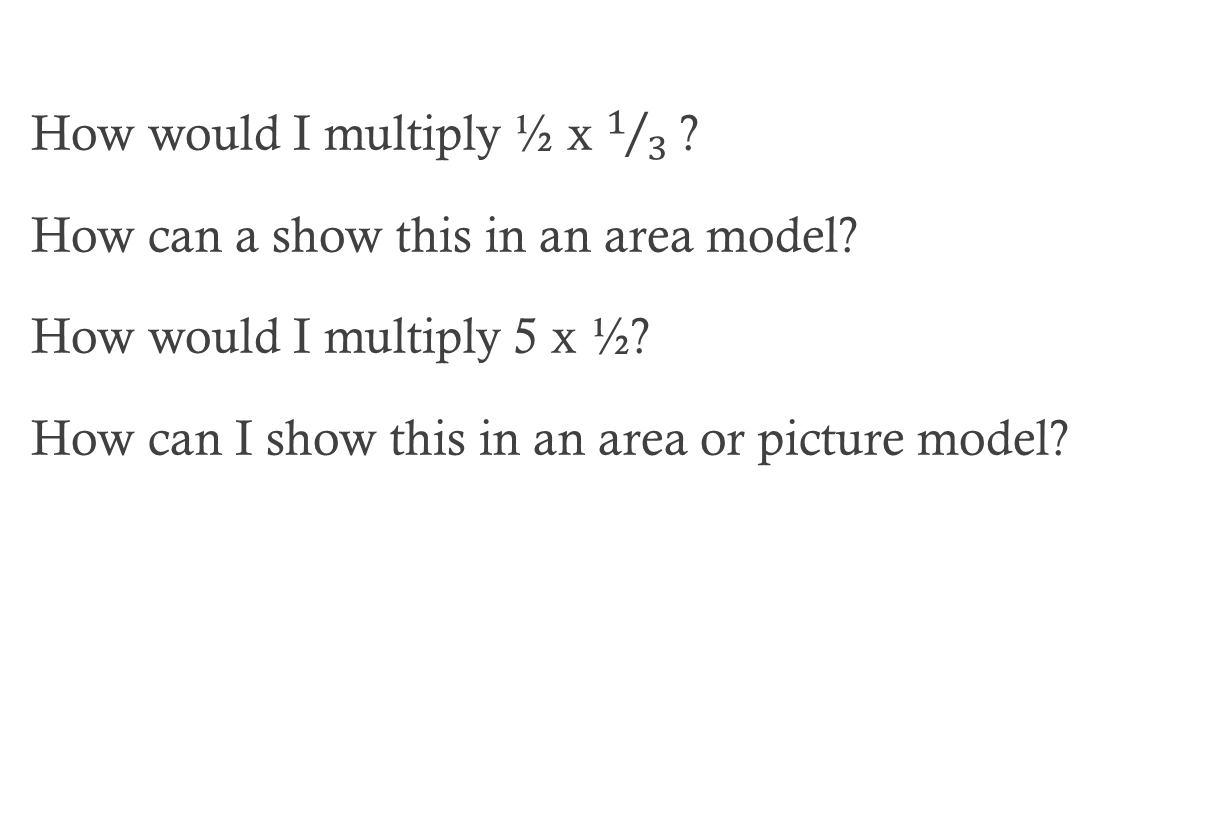 How would I multiply ½ x ¹/₃ ?
How can a show this in an area model?
How would I multiply 5 x ½?
How can I show this in an area or picture model?